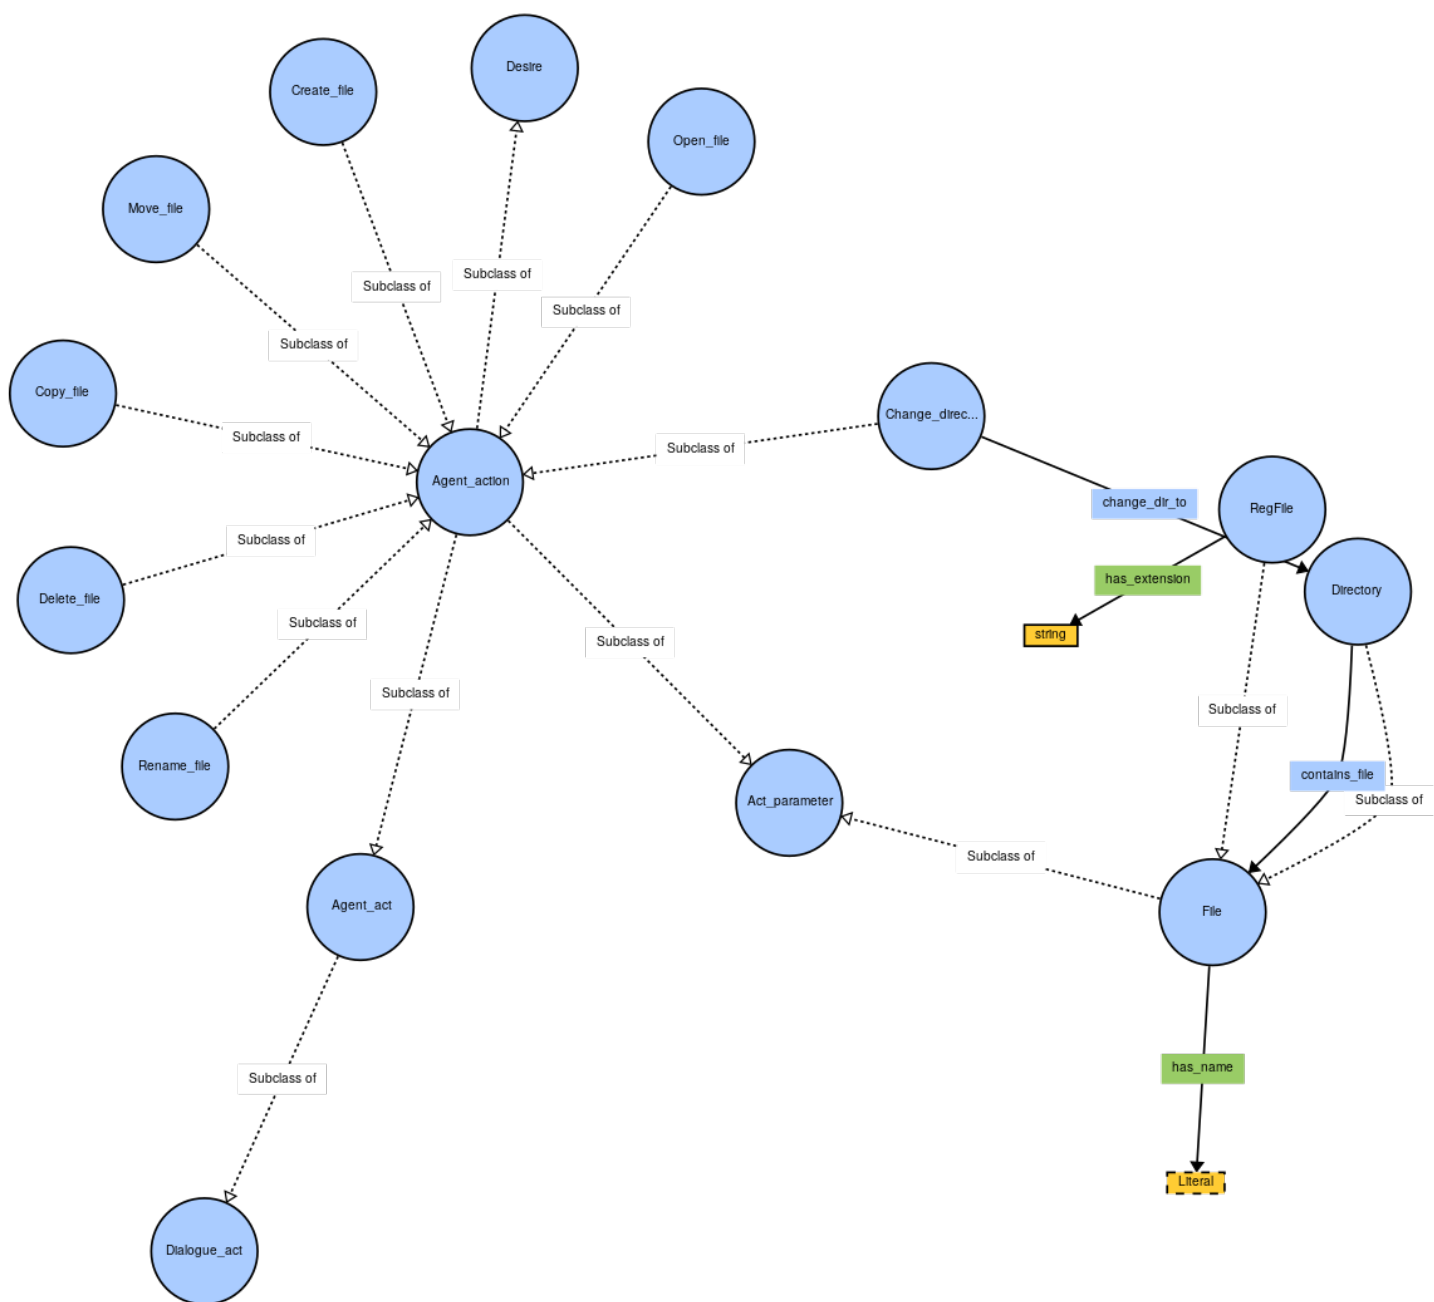 Desire
Create_file
Open_file
Move_file
Subclass of
Subclass of
Subclass of
Subclass of
Copy_file
Change_direc...
Subclass of
Subclass of
Agent_action
change_dir_to
RegFile
Subclass of
has_extension
Directory
Delete_file
Subclass of
string
Subclass of
Subclass of
Subclass of
Rename_file
contains_file
Act_parameter
Subclass of
Subclass of
Agent_act
File
has_name
Subclass of
Literal
Dialogue_act